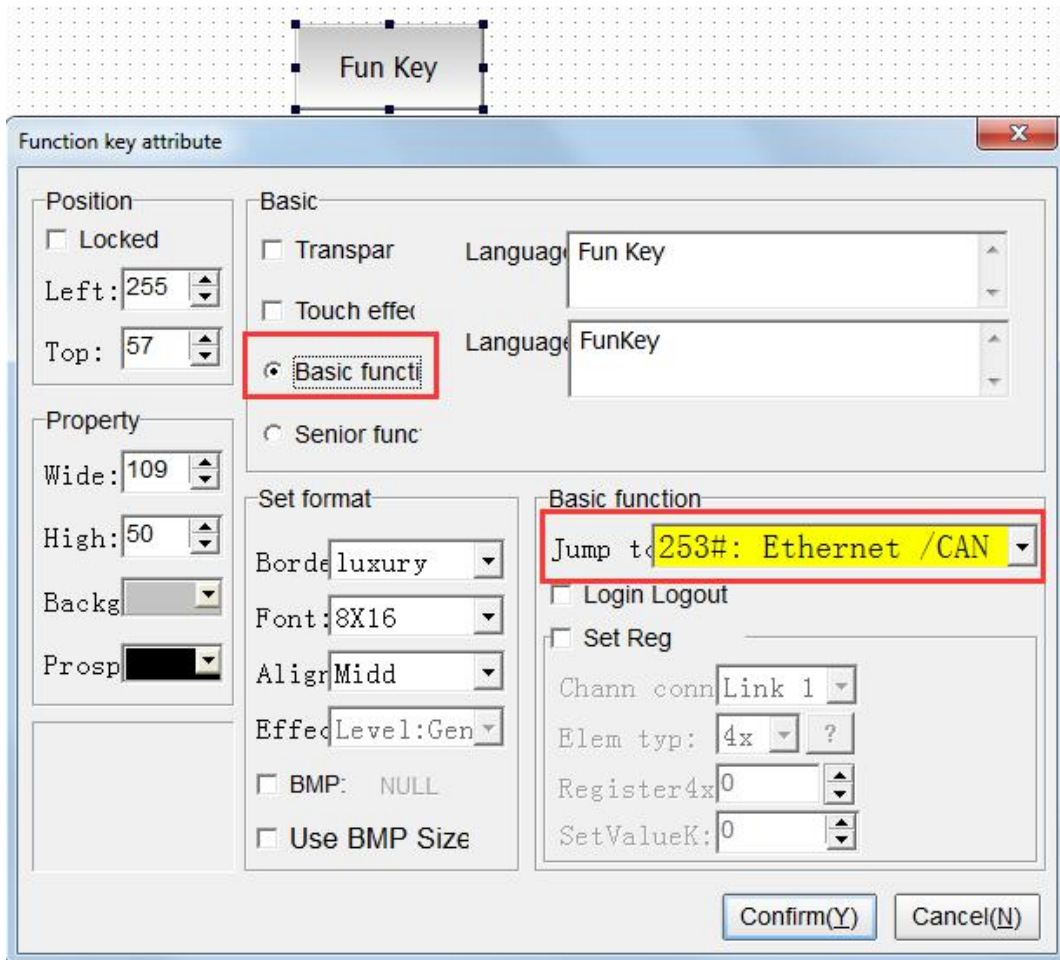 Fun Key
Function key attribute
Position
Locked
Left: 255
Top: 57
Property
Wide: 109
High: 50
Backg
Prosp
Basic
Transpar
Touch effec
Basic functi
Senior func
Language Fun Key
Language FunKey
Set format
Borde luxury
Font: 8X16
Aligr Midd
Effec Level:Gen
BMP: NULL
Use BMP Size
Basic function
Jump to 253#: Ethernet /CAN
Login Logout
Set Reg
Chann conn Link 1
Elem typ: 4x ?
Register4x 0
SetValueK: 0
Confirm(Y) Cancel(N)